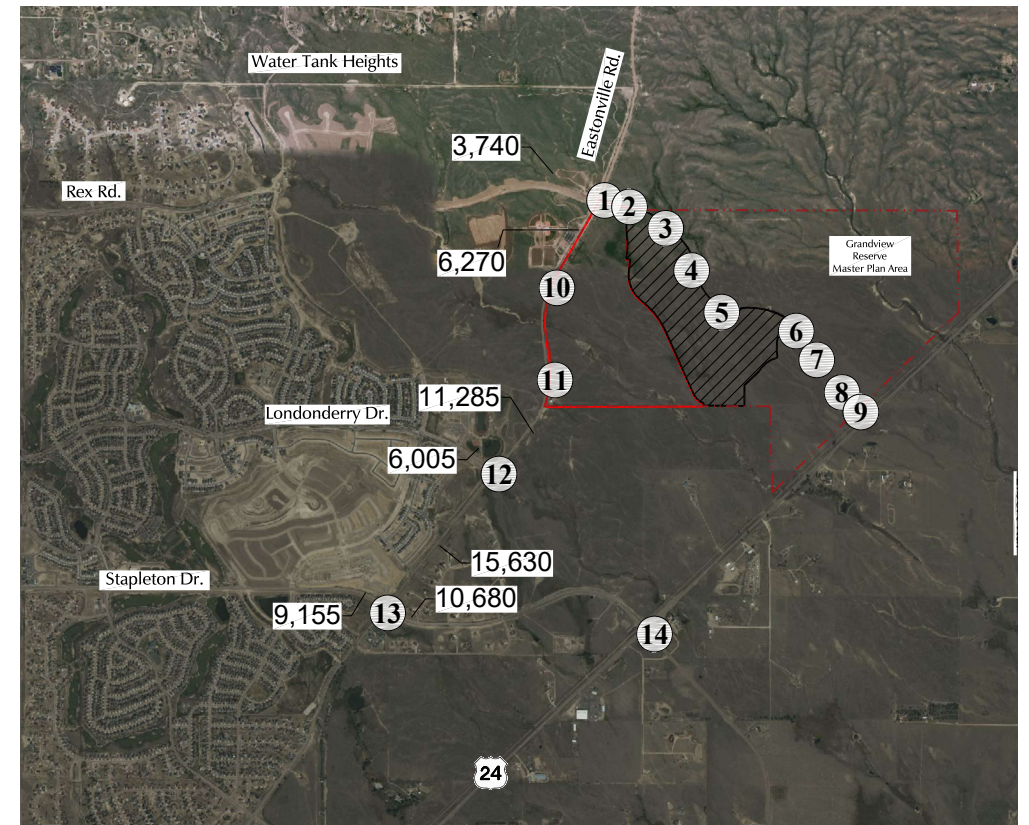 Water Tank Heights
Eastonville Rd.
3,740
Rex Rd.
1
2
3
Grandview
Reserve
Master Plan Area
6,270
4
10
5
6
7
11
8
11,285
9
Londonderry Dr.
6,005
12
15,630
Stapleton Dr.
10,680
9,155
13
14
24